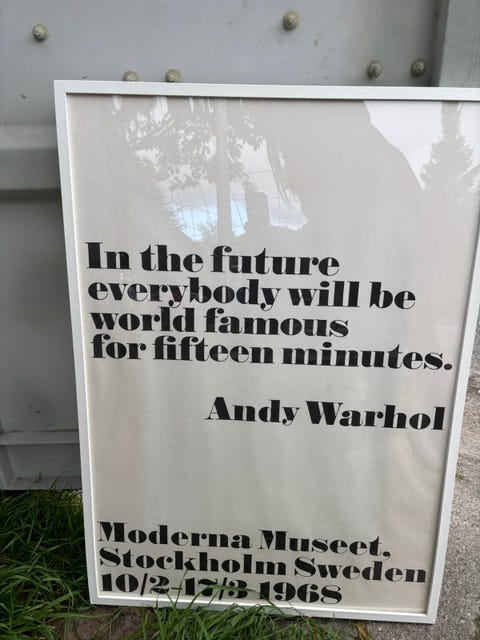 In the future
everybody will be
world famous
for fifteen minutes.
Andy Warhol
Moderna Museet,
Stockholm Sweden
10/2-17/3 1968